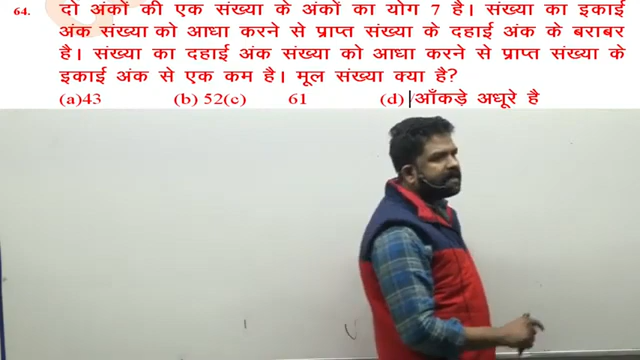 64. दो अंकों की एक संख्या के अंकों का योग 7 है। संख्या का इकाई
अंक संख्या को आधा करने से प्राप्त संख्या के दहाई अंक के बराबर
है। संख्या का दहाई अंक संख्या को आधा करने से प्राप्त संख्या के
इकाई अंक से एक कम है। मूल संख्या क्या है?
(a)43 (b) 52(c) 61 (d) आँकड़े अधूरे है